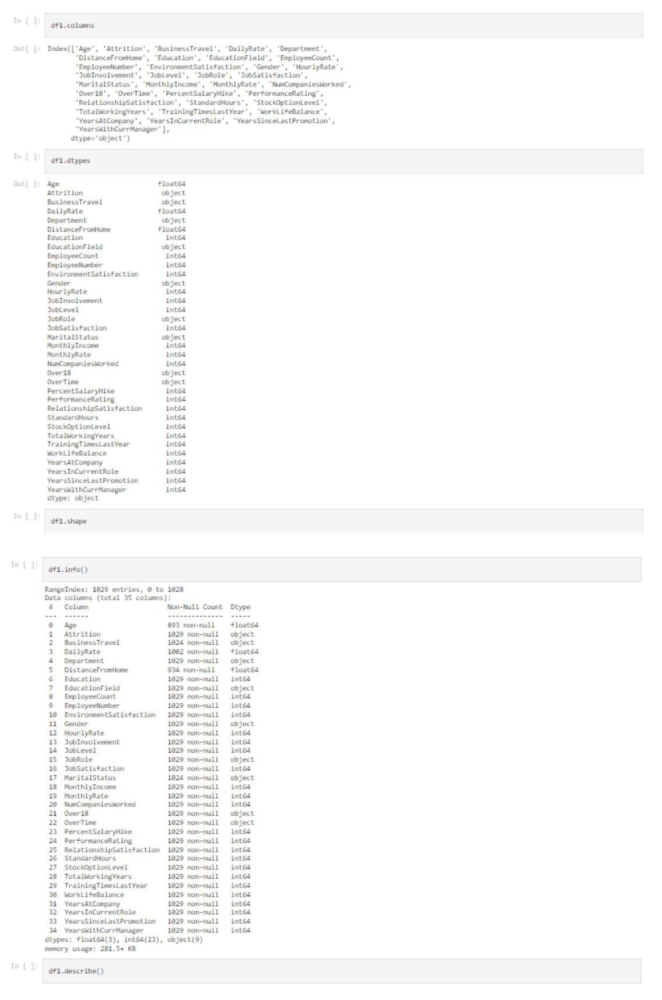 In [ ]: df1.columns
Out[ ]: Index(['Age', 'Attrition', 'BusinessTravel', 'DailyRate', 'Department',
'DistanceFromHome', 'Education', 'EducationField', 'EmployeeCount',
'EmployeeNumber', 'EnvironmentSatisfaction', 'Gender', 'HourlyRate',
'JobInvolvement', 'JobLevel', 'JobRole', 'JobSatisfaction',
'MaritalStatus', 'MonthlyIncome', 'MonthlyRate', 'NumCompaniesWorked',
'Over18', 'OverTime', 'PercentSalaryHike', 'PerformanceRating',
'RelationshipSatisfaction', 'StandardHours', 'StockOptionLevel',
'TotalWorkingYears', 'TrainingTimesLastYear', 'WorkLifeBalance',
'YearsAtCompany', 'YearsInCurrentRole', 'YearsSinceLastPromotion',
'YearsWithCurrManager'],
dtype='object')
In [ ]: df1.dtypes
Out[ ]: Age float64
Attrition object
BusinessTravel object
DailyRate float64
Department object
DistanceFromHome float64
Education int64
EducationField object
EmployeeCount int64
EmployeeNumber int64
EnvironmentSatisfaction int64
Gender object
HourlyRate int64
JobInvolvement int64
JobLevel int64
JobRole object
JobSatisfaction int64
MaritalStatus object
MonthlyIncome int64
MonthlyRate int64
NumCompaniesWorked int64
Over18 object
OverTime object
PercentSalaryHike int64
PerformanceRating int64
RelationshipSatisfaction int64
StandardHours int64
StockOptionLevel int64
TotalWorkingYears int64
TrainingTimesLastYear int64
WorkLifeBalance int64
YearsAtCompany int64
YearsInCurrentRole int64
YearsSinceLastPromotion int64
YearsWithCurrManager int64
dtype: object
In [ ]: df1.shape
In [ ]: df1.info()
RangeIndex: 1029 entries, 0 to 1028
Data columns (total 35 columns):
# Column Non-Null Count Dtype
--- ------ -------------- -----
0 Age 893 non-null float64
1 Attrition 1029 non-null object
2 BusinessTravel 1024 non-null object
3 DailyRate 1002 non-null float64
4 Department 1029 non-null object
5 DistanceFromHome 934 non-null float64
6 Education 1029 non-null int64
7 EducationField 1029 non-null object
8 EmployeeCount 1029 non-null int64
9 EmployeeNumber 1029 non-null int64
10 EnvironmentSatisfaction 1029 non-null int64
11 Gender 1029 non-null object
12 HourlyRate 1029 non-null int64
13 JobInvolvement 1029 non-null int64
14 JobLevel 1029 non-null int64
15 JobRole 1029 non-null object
16 JobSatisfaction 1029 non-null int64
17 MaritalStatus 1024 non-null object
18 MonthlyIncome 1029 non-null int64
19 MonthlyRate 1029 non-null int64
20 NumCompaniesWorked 1029 non-null int64
21 Over18 1029 non-null object
22 OverTime 1029 non-null object
23 PercentSalaryHike 1029 non-null int64
24 PerformanceRating 1029 non-null int64
25 RelationshipSatisfaction 1029 non-null int64
26 StandardHours 1029 non-null int64
27 StockOptionLevel 1029 non-null int64
28 TotalWorkingYears 1029 non-null int64
29 TrainingTimesLastYear 1029 non-null int64
30 WorkLifeBalance 1029 non-null int64
31 YearsAtCompany 1029 non-null int64
32 YearsInCurrentRole 1029 non-null int64
33 YearsSinceLastPromotion 1029 non-null int64
34 YearsWithCurrManager 1029 non-null int64
dtypes: float64(3), int64(23), object(9)
memory usage: 281.5+ KB
In [ ]: df1.describe()